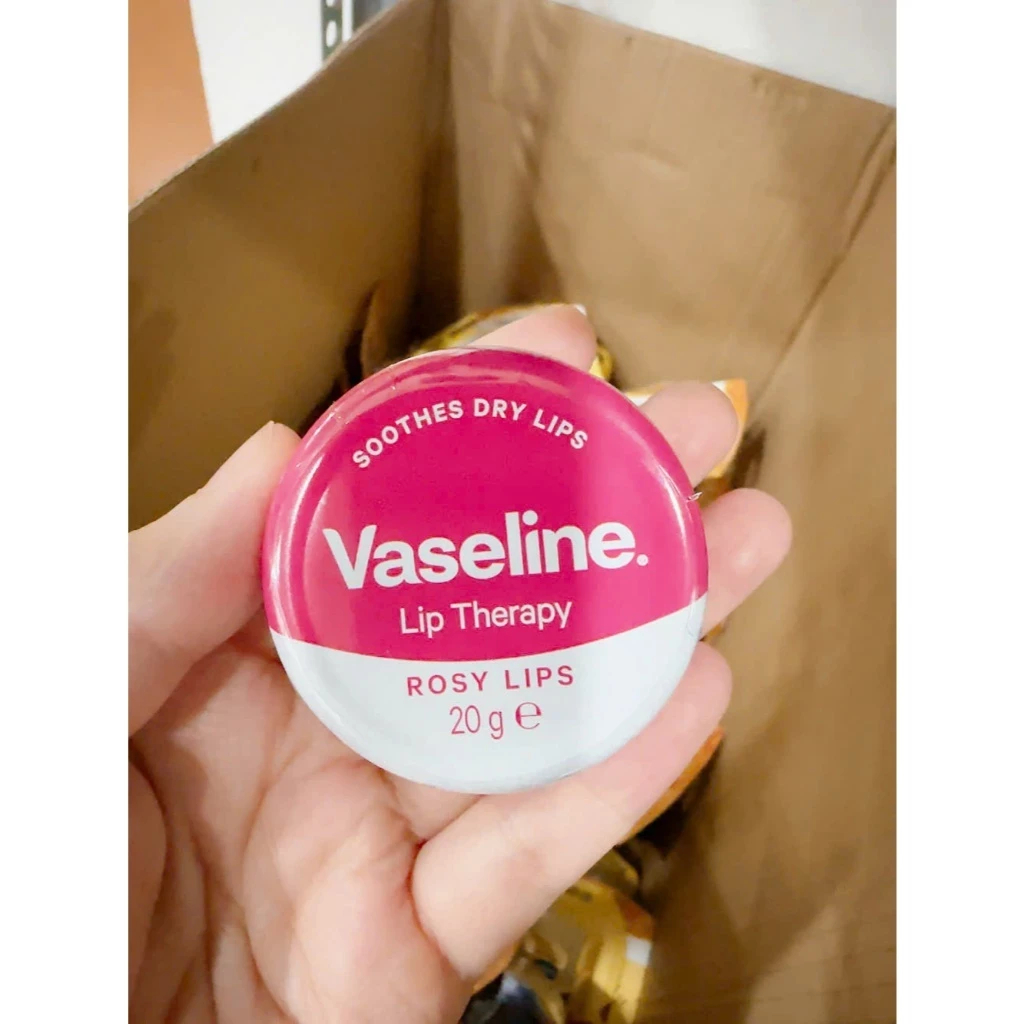 SOOTHES DRY LIPS
Vaseline.
Lip Therapy
ROSY LIPS
20 g ℮